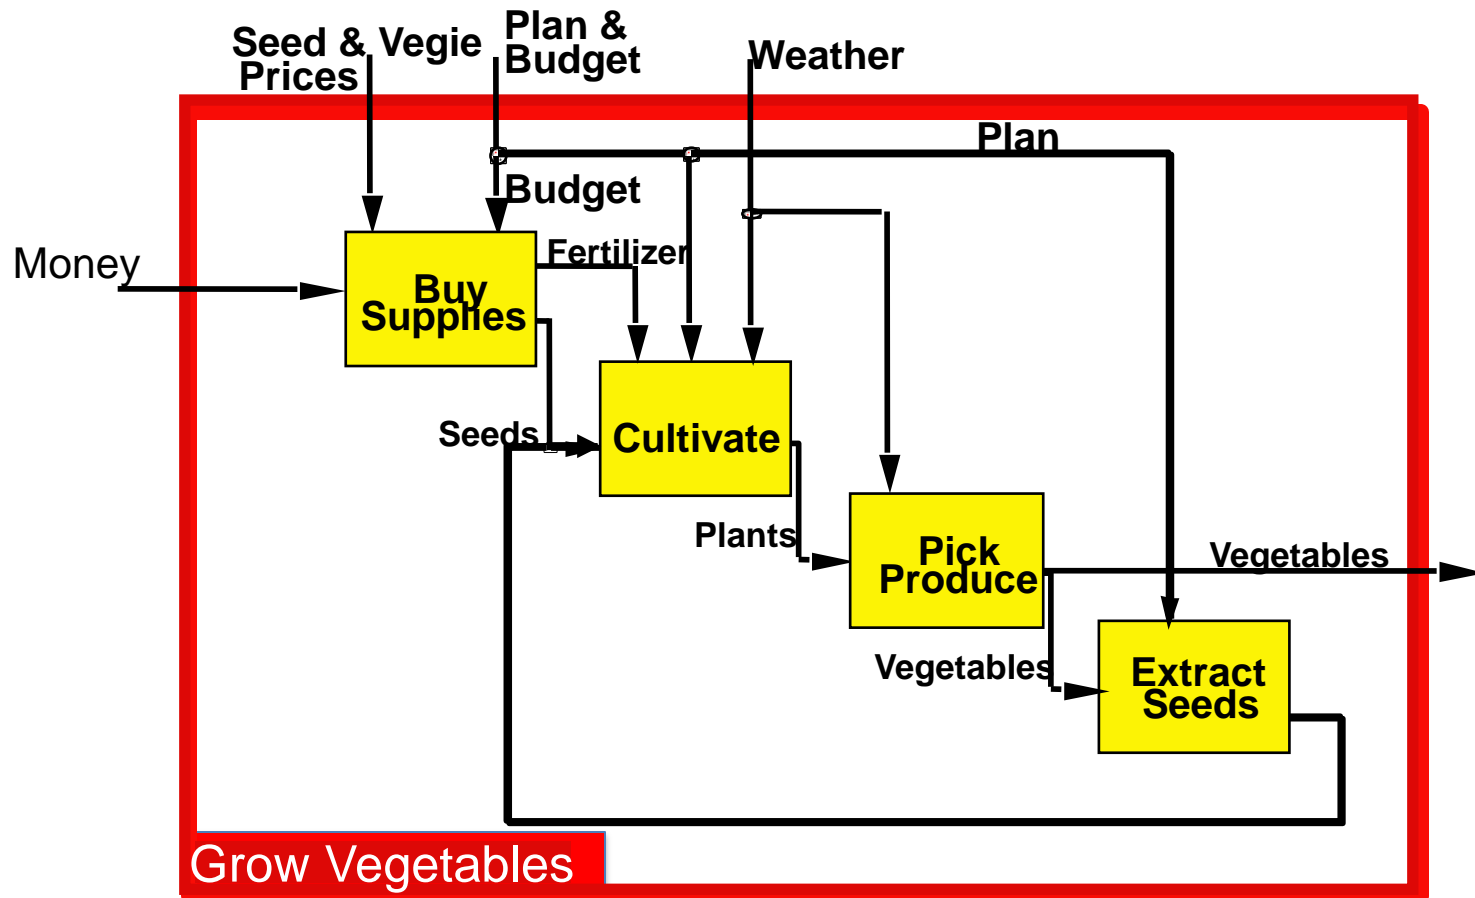 Seed & Vegie
Prices
Plan &
Budget
Weather
Plan
Budget
Fertilizer
Money
Buy
Supplies
Seeds
Cultivate
Plants
Pick
Produce
Vegetables
Vegetables
Extract
Seeds
Grow Vegetables